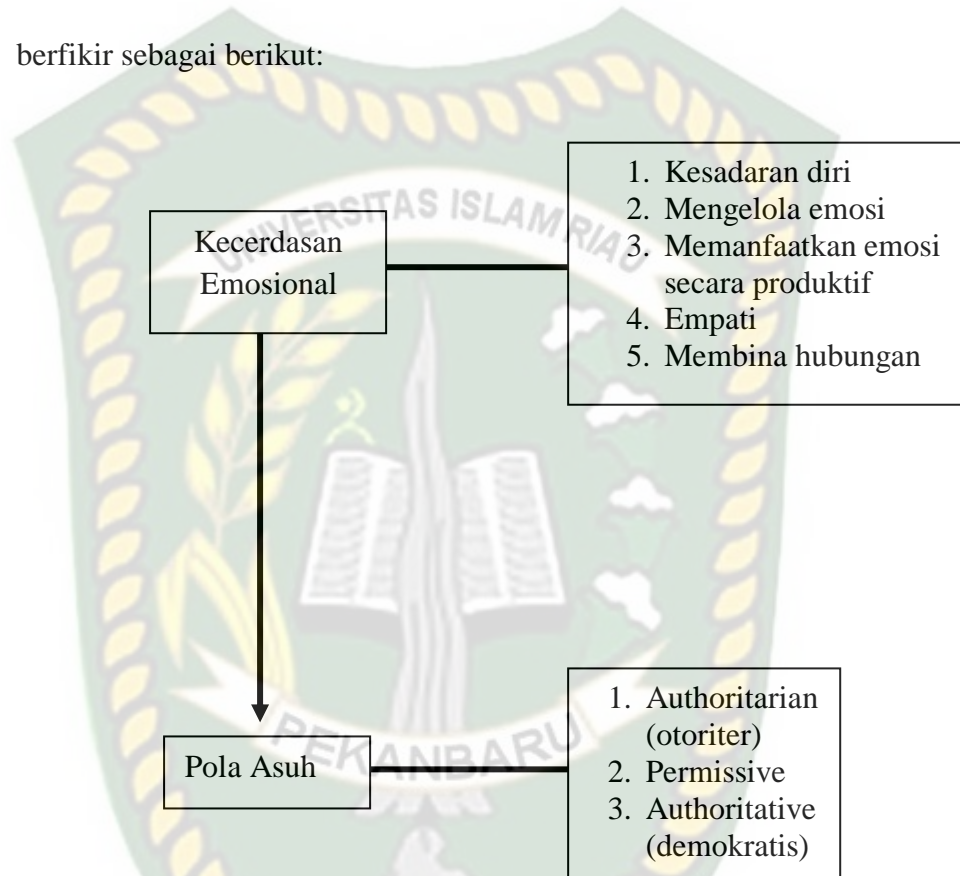 berfikir sebagai berikut:
UNIVERSITAS ISLAM RIAU
Kecerdasan
Emosional
1. Kesadaran diri
2. Mengelola emosi
3. Memanfaatkan emosi
secara produktif
4. Empati
5. Membina hubungan
PEKANBARU
Pola Asuh
1. Authoritarian
(otoriter)
2. Permissive
3. Authoritative
(demokratis)